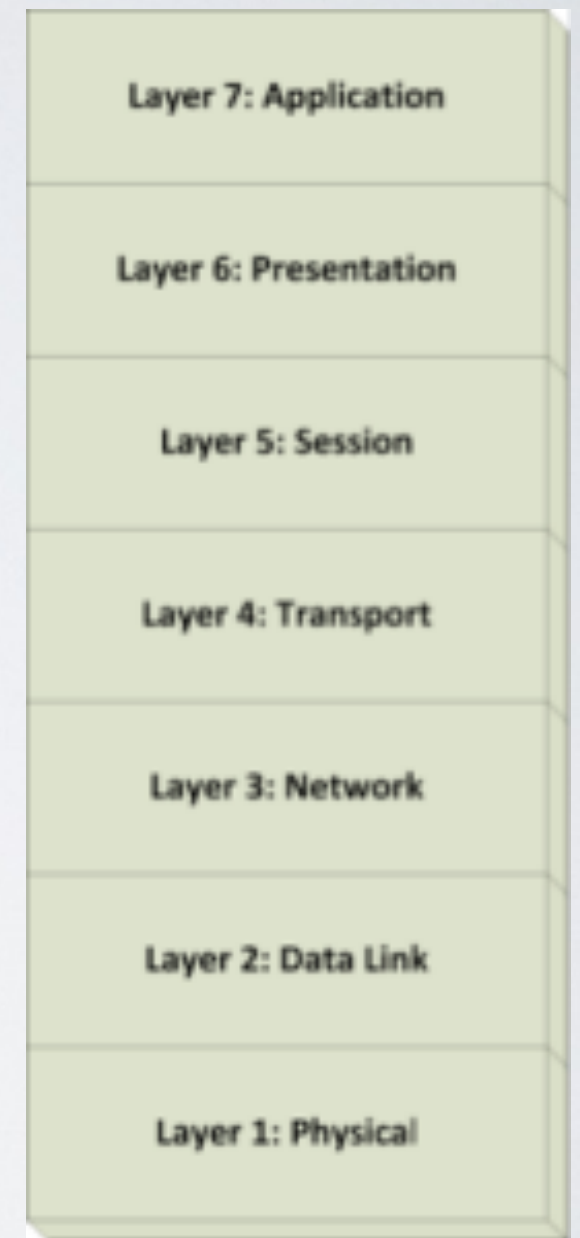 Layer 7: Application
Layer 6: Presentation
Layer 5: Session
Layer 4: Transport
Layer 3: Network
Layer 2: Data Link
Layer 1: Physical